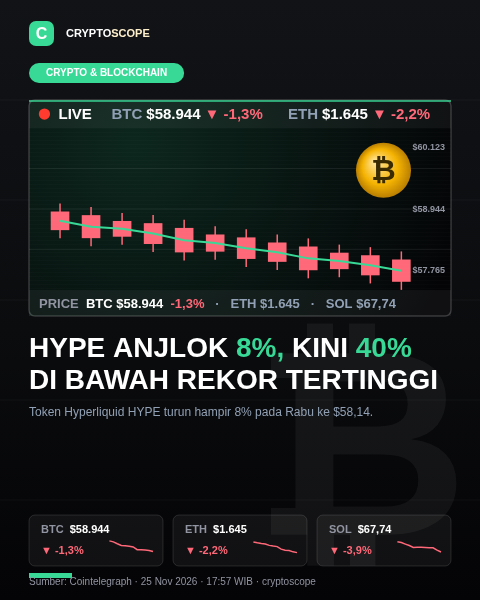 C CRYPTOSCOPE
CRYPTO & BLOCKCHAIN
LIVE BTC $58.944 ▼ -1,3% ETH $1.645 ▼ -2,2%
$60.123
$58.944
$57.765
PRICE BTC $58.944 -1,3% · ETH $1.645 · SOL $67,74
HYPE ANJLOK 8%, KINI 40%
DI BAWAH REKOR TERTINGGI
Token Hyperliquid HYPE turun hampir 8% pada Rabu ke $58,14.
BTC $58.944
▼ -1,3%
ETH $1.645
▼ -2,2%
SOL $67,74
▼ -3,9%
Sumber: Cointelegraph · 25 Nov 2026 · 17:57 WIB · cryptoscope